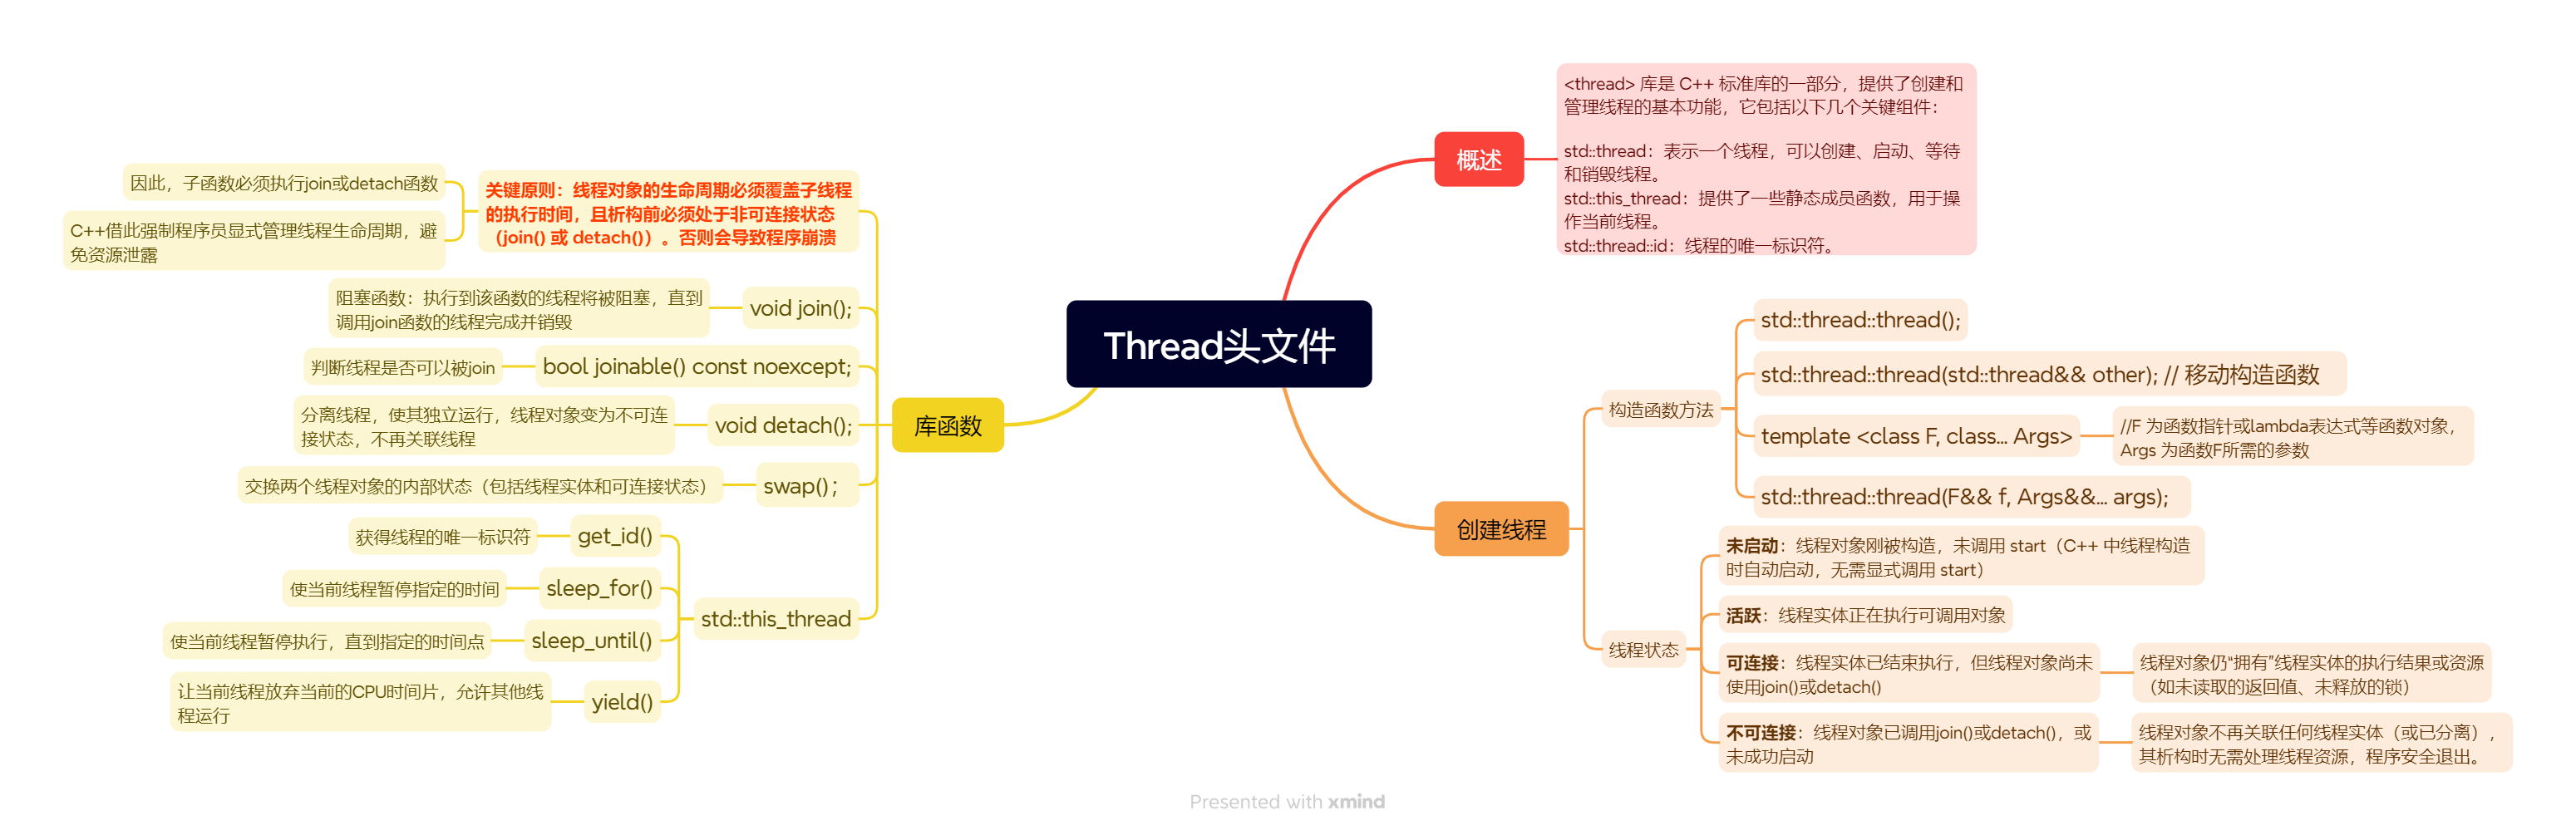 Thread头文件
概述
<thread> 库是 C++ 标准库的一部分，提供了创建和
管理线程的基本功能，它包括以下几个关键组件：
std::thread：表示一个线程，可以创建、启动、等待
和销毁线程。
std::this_thread：提供了一些静态成员函数，用于操
作当前线程。
std::thread::id：线程的唯一标识符。
创建线程
构造函数方法
std::thread::thread();
std::thread::thread(std::thread&& other); // 移动构造函数
template <class F, class... Args>
//F 为函数指针或lambda表达式等函数对象，
Args 为函数F所需的参数
std::thread::thread(F&& f, Args&&... args);
线程状态
未启动：线程对象刚被构造，未调用 start（C++ 中线程构造
时自动启动，无需显式调用 start）
活跃：线程实体正在执行可调用对象
可连接：线程实体已结束执行，但线程对象尚未
使用join()或detach()
线程对象仍“拥有”线程实体的执行结果或资源
（如未读取的返回值、未释放的锁）
不可连接：线程对象已调用join()或detach()，或
未成功启动
线程对象不再关联任何线程实体（或已分离），
其析构时无需处理线程资源，程序安全退出。
库函数
关键原则：线程对象的生命周期必须覆盖子线程
的执行时间，且析构前必须处于非可连接状态
（join() 或 detach()）。否则会导致程序崩溃
因此，子函数必须执行join或detach函数
C++借此强制程序员显式管理线程生命周期，避
免资源泄露
void join();
阻塞函数：执行到该函数的线程将被阻塞，直到
调用join函数的线程完成并销毁
bool joinable() const noexcept;
判断线程是否可以被join
void detach();
分离线程，使其独立运行，线程对象变为不可连
接状态，不再关联线程
swap()；
交换两个线程对象的内部状态（包括线程实体和可连接状态）
std::this_thread
get_id()
获得线程的唯一标识符
sleep_for()
使当前线程暂停指定的时间
sleep_until()
使当前线程暂停执行，直到指定的时间点
yield()
让当前线程放弃当前的CPU时间片，允许其他线
程运行
Presented with xmind